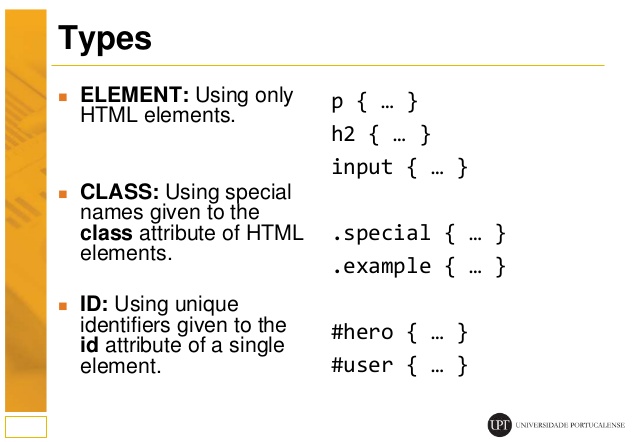 Types
ELEMENT: Using only
HTML elements.
p { … }
h2 { … }
input { … }
CLASS: Using special
names given to the
class attribute of HTML
elements.
.special { … }
.example { … }
ID: Using unique
identifiers given to the
id attribute of a single
element.
#hero { … }
#user { … }
UPT UNIVERSIDADE PORTUCALENSE